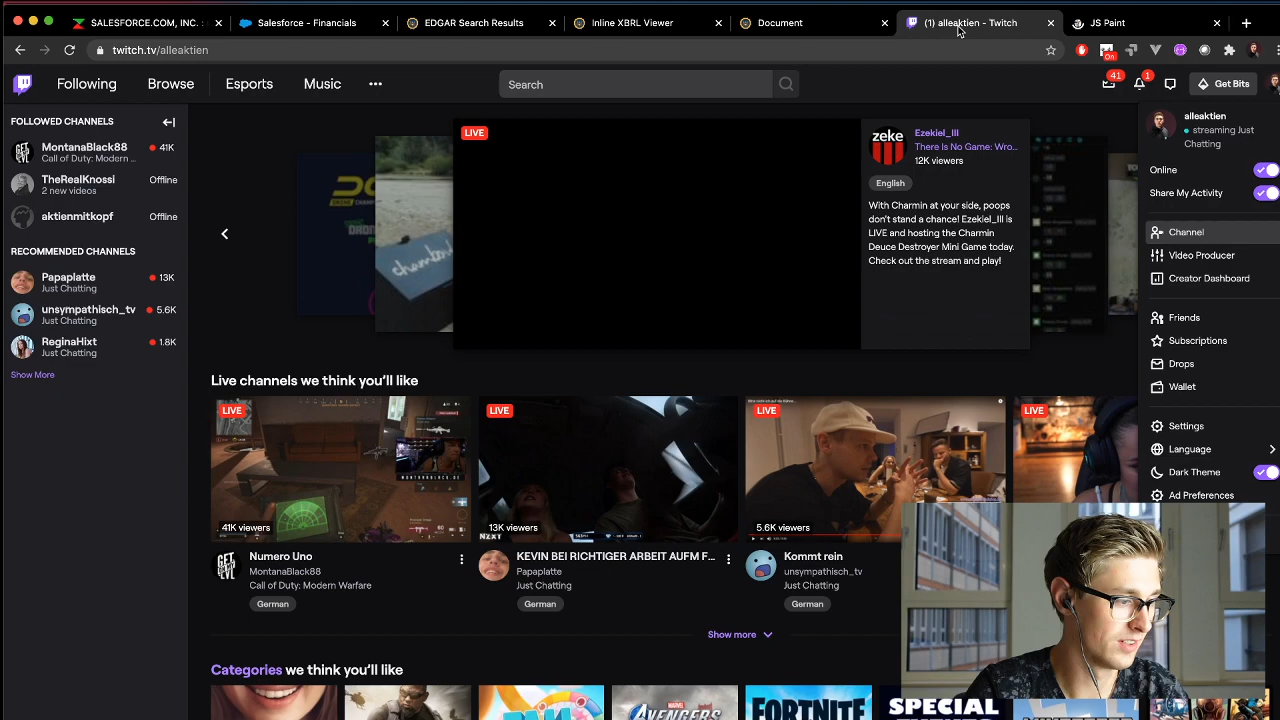 SALESFORCE.COM, INC. :
Salesforce - Financials
EDGAR Search Results
Inline XBRL Viewer
Document
(1) alleaktien - Twitch
JS Paint
twitch.tv/alleaktien
On
Following
Browse
Esports
Music
Search
41
1
Get Bits
FOLLOWED CHANNELS
MontanaBlack88
41K
Call of Duty: Modern ...
TheRealKnossi
Offline
2 new videos
aktienmitkopf
Offline
RECOMMENDED CHANNELS
Papaplatte
13K
Just Chatting
unsympathisch_tv
5.6K
Just Chatting
ReginaHixt
1.8K
Just Chatting
Show More
LIVE
zeke
Ezekiel_III
There Is No Game: Wro...
12K viewers
English
With Charmin at your side, poops
don't stand a chance! Ezekiel_III is
LIVE and hosting the Charmin
Deuce Destroyer Mini Game today.
Check out the stream and play!
alleaktien
streaming Just
Chatting
Online
Share My Activity
Channel
Video Producer
Creator Dashboard
Friends
Subscriptions
Drops
Wallet
Settings
Language
Dark Theme
Ad Preferences
Live channels we think you'll like
LIVE
41K viewers
LIVE
13K viewers
LIVE
5.6K viewers
LIVE
GET
EVL
Numero Uno
MontanaBlack88
Call of Duty: Modern Warfare
German
KEVIN BEI RICHTIGER ARBEIT AUFM F...
Papaplatte
Just Chatting
German
Kommt rein
unsympathisch_tv
Just Chatting
German
Show more
Categories we think you'll like
MARVEL
AVENGERS
FORTNITE
SPECIAL